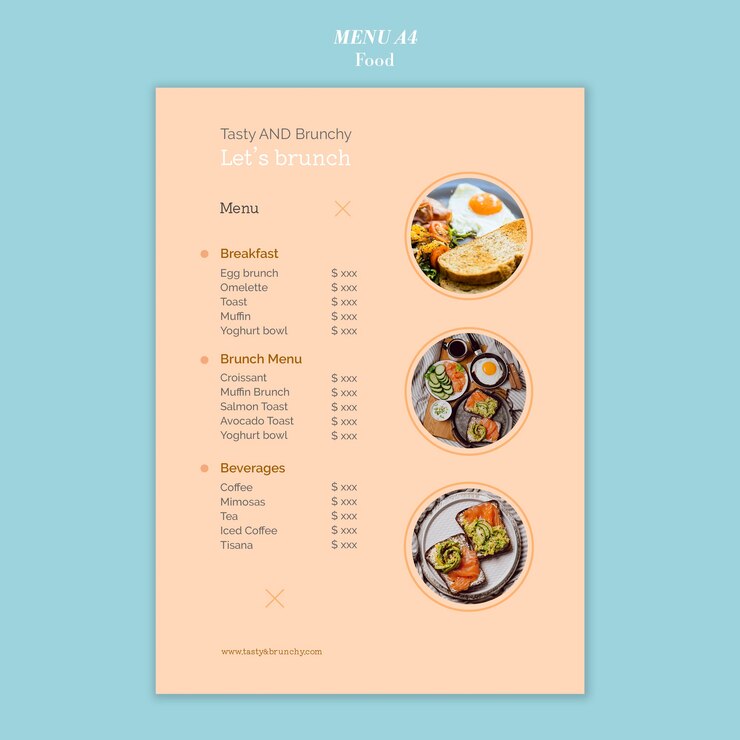 MENU A4
Food
Tasty AND Brunchy
Let's brunch
Menu
Breakfast
Egg brunch $ xxx
Omelette $ xxx
Toast $ xxx
Muffin $ xxx
Yoghurt bowl $ xxx
Brunch Menu
Croissant $ xxx
Muffin Brunch $ xxx
Salmon Toast $ xxx
Avocado Toast $ xxx
Yoghurt bowl $ xxx
Beverages
Coffee $ xxx
Mimosas $ xxx
Tea $ xxx
Iced Coffee $ xxx
Tisana $ xxx
www.tasty&brunchy.com